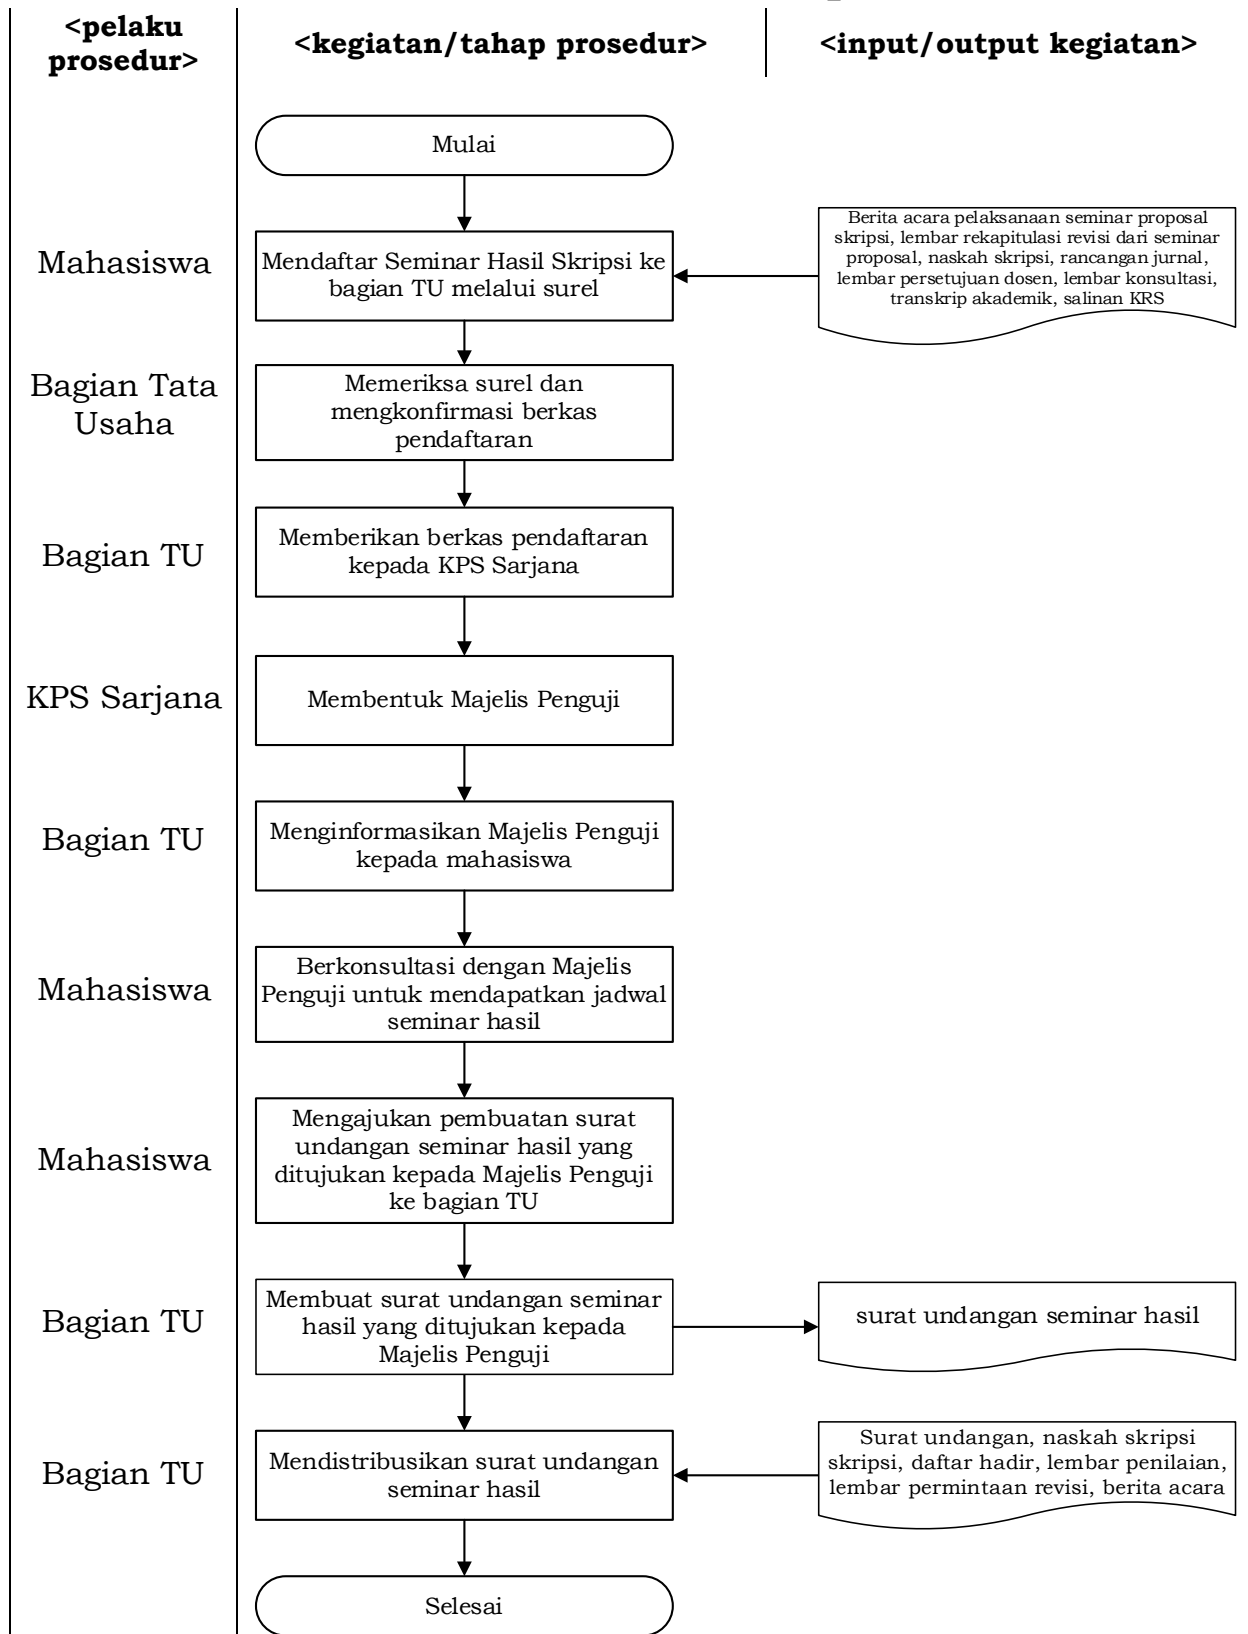 <pelaku
prosedur>
<kegiatan/tahap prosedur>
<input/output kegiatan>
Mulai
Mahasiswa
Mendaftar Seminar Hasil Skripsi ke
bagian TU melalui surel
Berita acara pelaksanaan seminar proposal
skripsi, lembar rekapitulasi revisi dari seminar
proposal, naskah skripsi, rancangan jurnal,
lembar persetujuan dosen, lembar konsultasi,
transkrip akademik, salinan KRS
Bagian Tata
Usaha
Memeriksa surel dan
mengkonfirmasi berkas
pendaftaran
Bagian TU
Memberikan berkas pendaftaran
kepada KPS Sarjana
KPS Sarjana
Membentuk Majelis Penguji
Bagian TU
Menginformasikan Majelis Penguji
kepada mahasiswa
Mahasiswa
Berkonsultasi dengan Majelis
Penguji untuk mendapatkan jadwal
seminar hasil
Mahasiswa
Mengajukan pembuatan surat
undangan seminar hasil yang
ditujukan kepada Majelis Penguji
ke bagian TU
Bagian TU
Membuat surat undangan seminar
hasil yang ditujukan kepada
Majelis Penguji
surat undangan seminar hasil
Bagian TU
Mendistribusikan surat undangan
seminar hasil
Surat undangan, naskah skripsi
skripsi, daftar hadir, lembar penilaian,
lembar permintaan revisi, berita acara
Selesai